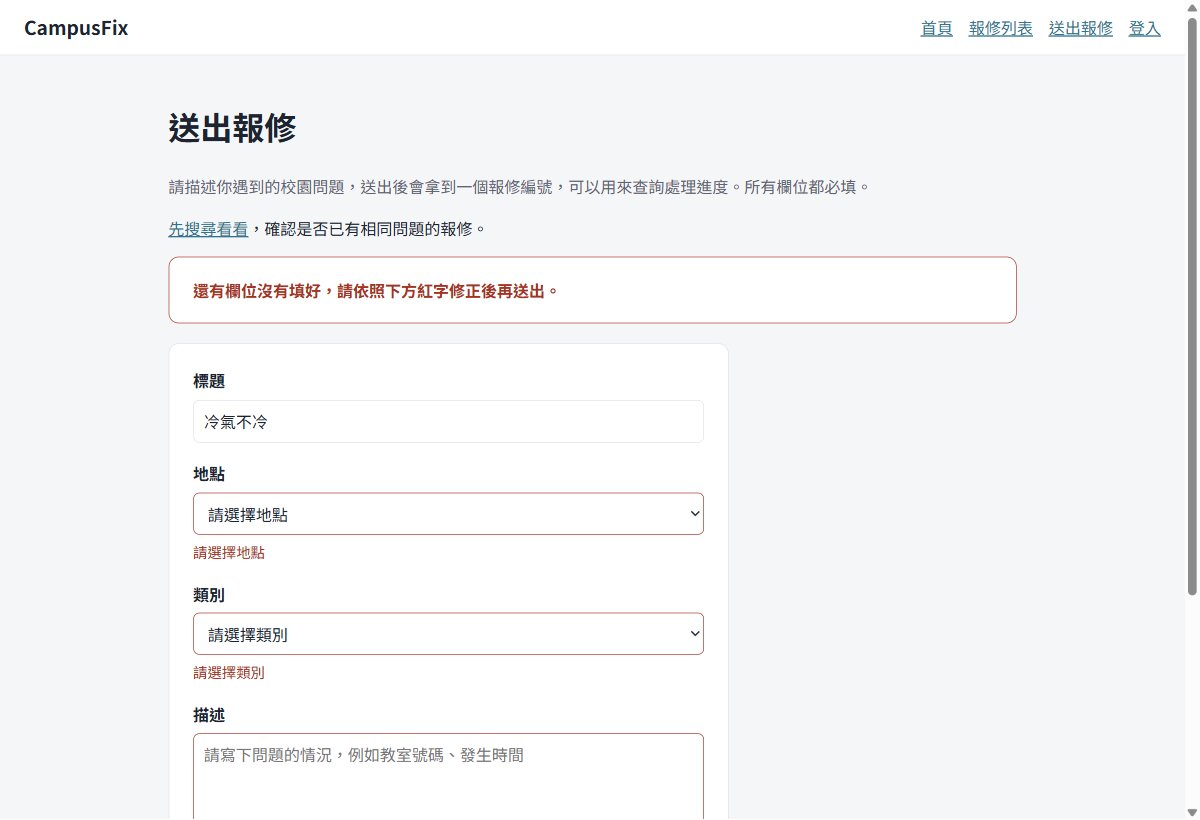 CampusFix
首頁 報修列表 送出報修 登入
送出報修
請描述你遇到的校園問題，送出後會拿到一個報修編號，可以用來查詢處理進度。所有欄位都必填。
先搜尋看看，確認是否已有相同問題的報修。
還有欄位沒有填好，請依照下方紅字修正後再送出。
標題
冷氣不冷
地點
請選擇地點
請選擇地點
類別
請選擇類別
請選擇類別
描述
請寫下問題的情況，例如教室號碼、發生時間